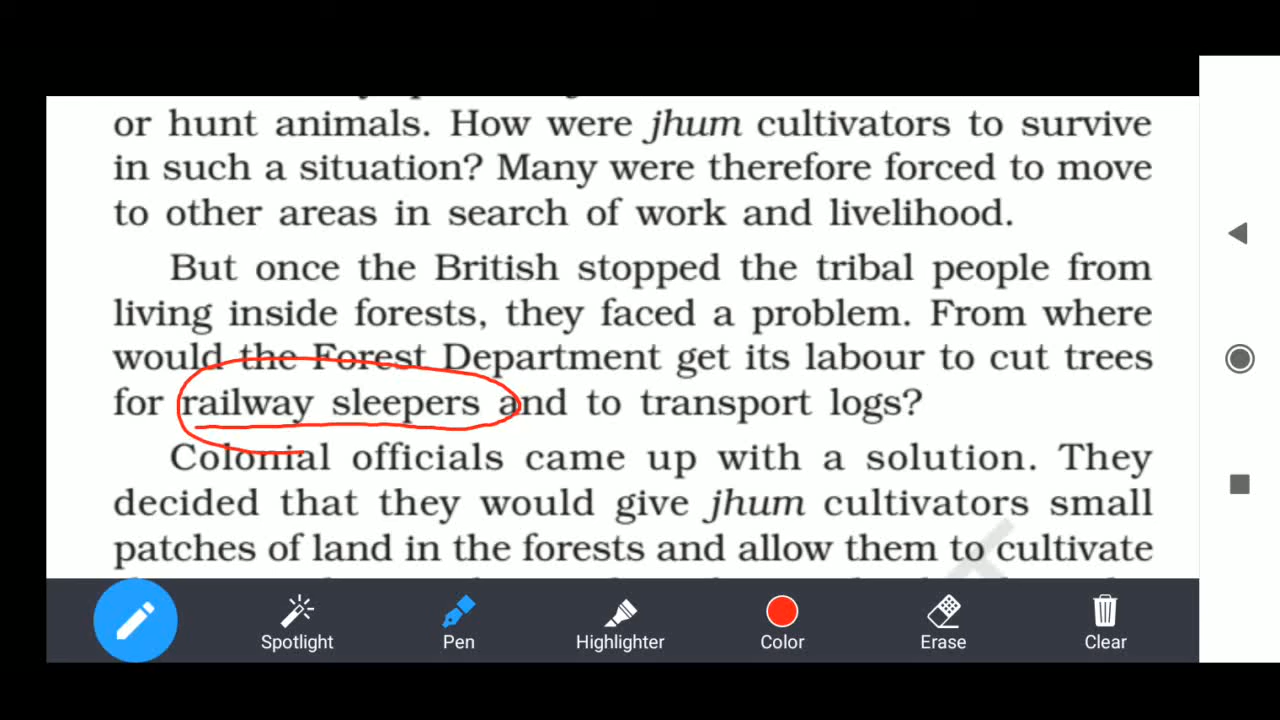 or hunt animals. How were jhum cultivators to survive
in such a situation? Many were therefore forced to move
to other areas in search of work and livelihood.
But once the British stopped the tribal people from
living inside forests, they faced a problem. From where
would the Forest Department get its labour to cut trees
for railway sleepers and to transport logs?
Colonial officials came up with a solution. They
decided that they would give jhum cultivators small
patches of land in the forests and allow them to cultivate
Spotlight Pen Highlighter Color Erase Clear